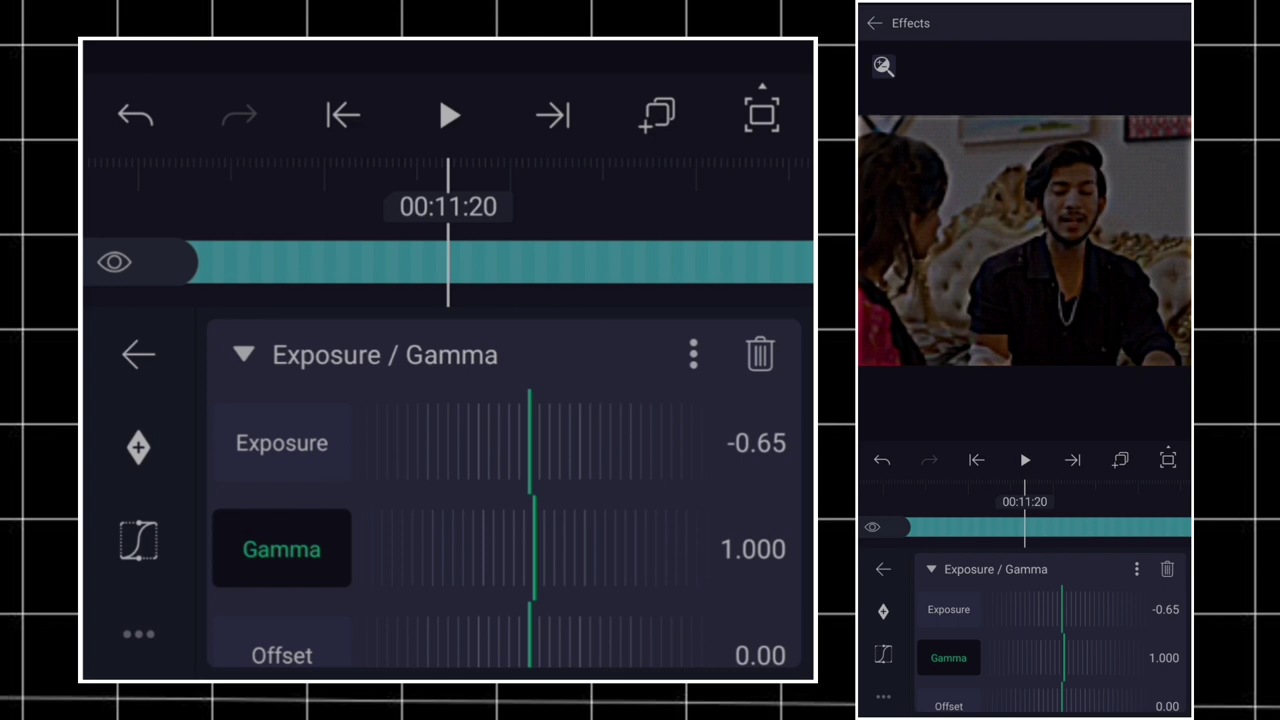 00:11:20
Exposure / Gamma
Exposure -0.65
Gamma 1.000
Offset 0.00
Effects
00:11:20
Exposure / Gamma
Exposure -0.65
Gamma 1.000
Offset 0.00